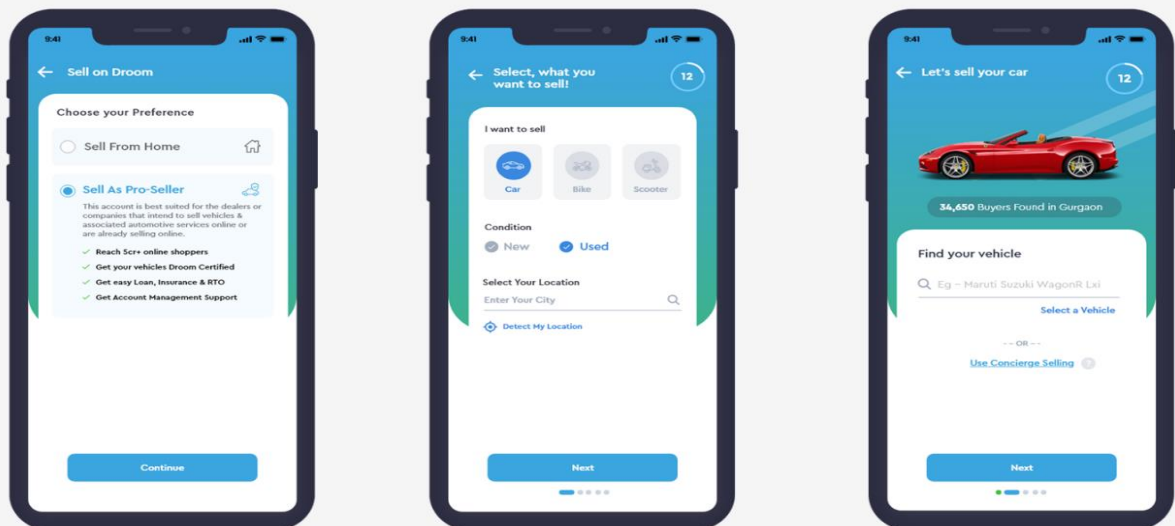 9:41
Sell on Droom
Choose your Preference
Sell From Home
Sell As Pro-Seller
This account is best suited for the dealers or
companies that intend to sell vehicles &
associated automotive services online or
are already selling online.
Reach 5cr+ online shoppers
Get your vehicles Droom Certified
Get easy Loan, Insurance & RTO
Get Account Management Support
Continue
9:41
Select, what you
want to sell!
12
I want to sell
Car
Bike
Scooter
Condition
New
Used
Select Your Location
Enter Your City
Detect My Location
Next
9:41
Let's sell your car
12
34,650 Buyers Found in Gurgaon
Find your vehicle
Eg - Maruti Suzuki WagonR Lxi
Select a Vehicle
-- OR --
Use Concierge Selling ?
Next